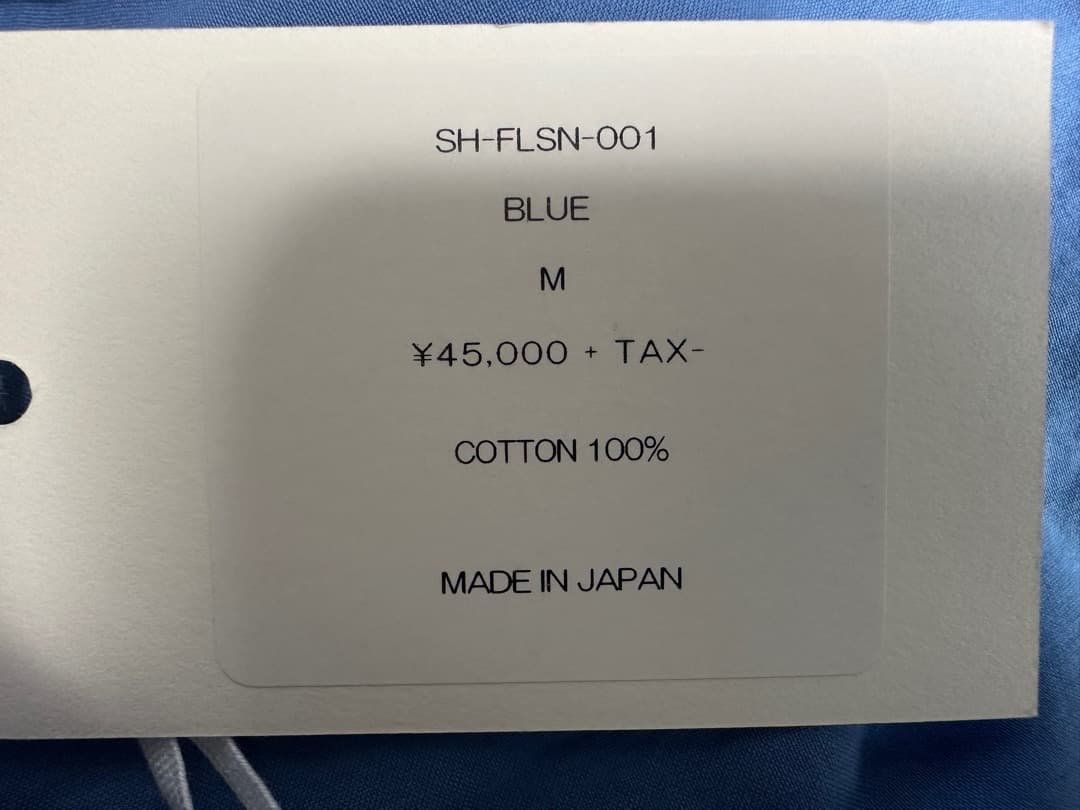 SH-FLSN-001
BLUE
M
¥45,000 + TAX-
COTTON 100%
MADE IN JAPAN